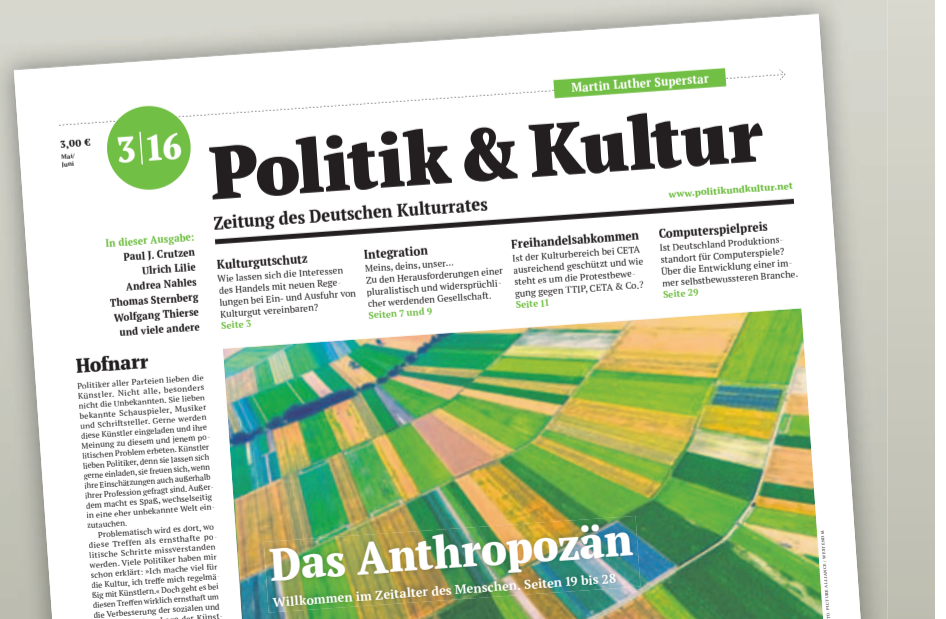 Martin Luther Superstar
3,00 €
Mai/
Juni
3|16
Politik & Kultur
Zeitung des Deutschen Kulturrates
www.politikundkultur.net
In dieser Ausgabe:
Paul J. Crutzen
Ulrich Lilie
Andrea Nahles
Thomas Sternberg
Wolfgang Thierse
und viele andere
Kulturgutschutz
Wie lassen sich die Interessen
des Handels mit neuen Rege-
lungen bei Ein- und Ausfuhr von
Kulturgut vereinbaren?
Seite 3
Integration
Meins, deins, unser...
Zu den Herausforderungen einer
pluralistisch und widersprüchli-
cher werdenden Gesellschaft.
Seiten 7 und 9
Freihandelsabkommen
Ist der Kulturbereich bei CETA
ausreichend geschützt und wie
steht es um die Protestbewe-
gung gegen TTIP, CETA & Co.?
Seite 11
Computerspielpreis
Ist Deutschland Produktions-
standort für Computerspiele?
Über die Entwicklung einer im-
mer selbstbewussteren Branche.
Seite 29
Hofnarr
Politiker aller Parteien lieben die
Künstler. Nicht alle, besonders
nicht die Unbekannten. Sie lieben
bekannte Schauspieler, Musiker
und Schriftsteller. Gerne werden
diese Künstler eingeladen und ihre
Meinung zu diesem und jenem po-
litischen Problem erbeten. Künstler
lieben Politiker, denn sie lassen sich
gerne einladen, sie freuen sich, wenn
ihre Einschätzungen auch außerhalb
ihrer Profession gefragt sind. Außer-
dem macht es Spaß, wechselseitig
in eine eher unbekannte Welt ein-
zutauchen.
Problematisch wird es dort, wo
diese Treffen als ernsthafte po-
litische Schritte missverstanden
werden. Viele Politiker haben mir
schon erklärt: »Ich mache viel für
die Kultur, ich treffe mich regelmä-
ßig mit Künstlern.« Doch geht es bei
diesen Treffen wirklich ernsthaft um
die Verbesserung der sozialen und
der Künst-
Das Anthropozän
Willkommen im Zeitalter des Menschen. Seiten 19 bis 28